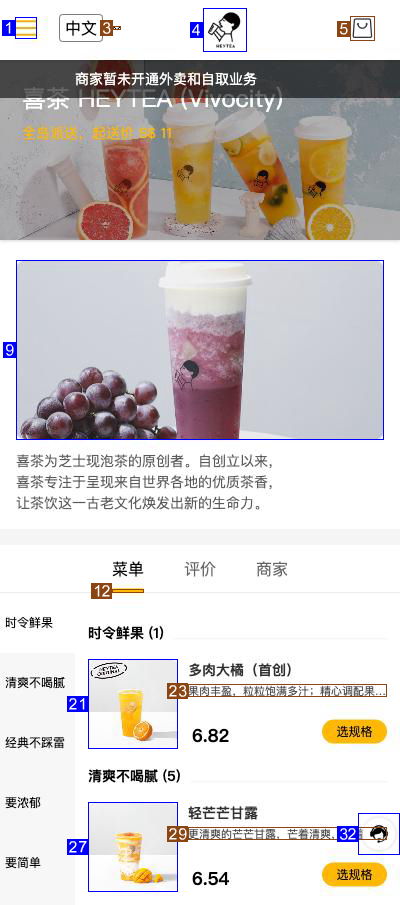 中文
HEYTEA
商家暂未开通外卖和自取业务
喜茶 HEYTEA (Vivocity)
全岛派送，起送价 S$ 11
喜茶为芝士现泡茶的原创者。自创立以来，
喜茶专注于呈现来自世界各地的优质茶香，
让茶饮这一古老文化焕发出新的生命力。
菜单
评价
商家
时令鲜果
清爽不喝腻
经典不踩雷
要浓郁
要简单
时令鲜果 (1)
多肉大橘（首创）
果肉丰盈，粒粒饱满多汁；精心调配果...
6.82
选规格
清爽不喝腻 (5)
轻芒芒甘露
更清爽的芒芒甘露，芒着清爽，
6.54
选规格
1
3
4
5
9
12
21
23
27
29
32